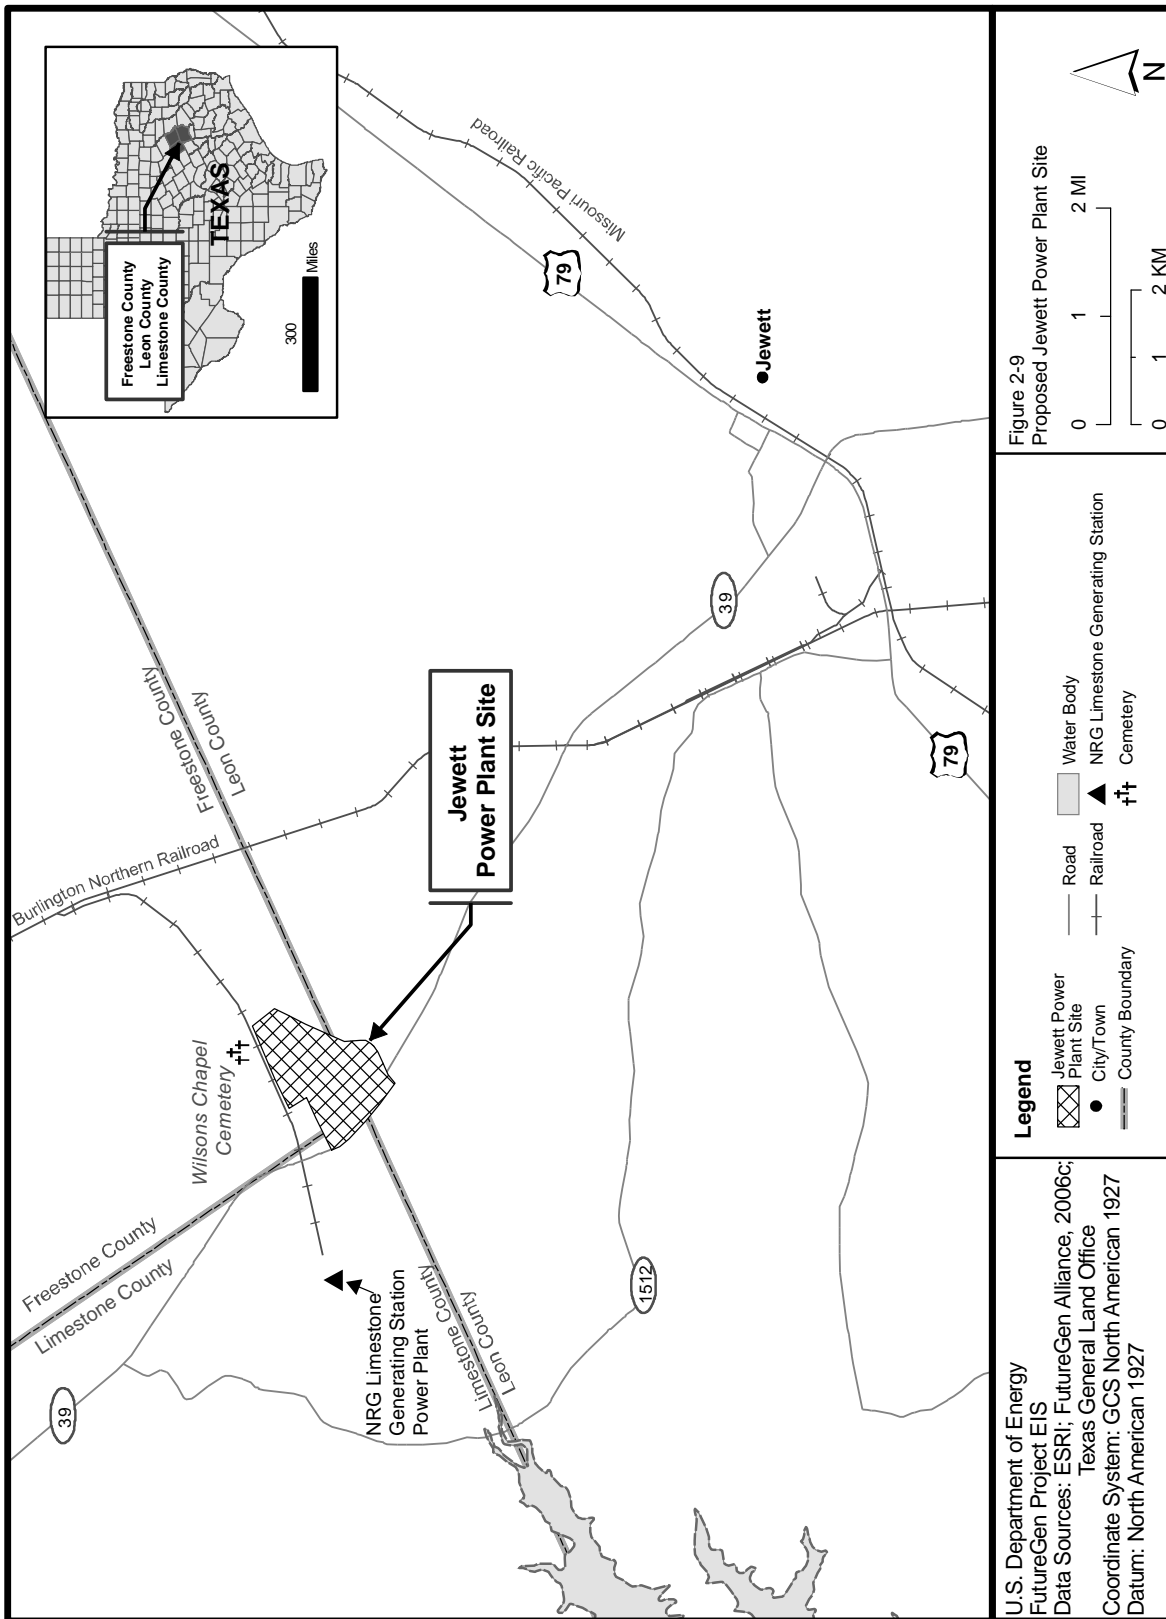 Freestone County
Leon County
Limestone County
TEXAS
300
Miles
39
Freestone County
Limestone County
Burlington Northern Railroad
Freestone County
Leon County
Wilsons Chapel
Cemetery
NRG Limestone
Generating Station
Power Plant
Limestone County
Leon County
Jewett
Power Plant Site
Missouri Pacific Railroad
79
39
1512
Jewett
79
U.S. Department of Energy
FutureGen Project EIS
Data Sources: ESRI; FutureGen Alliance, 2006c;
Texas General Land Office
Coordinate System: GCS North American 1927
Datum: North American 1927
Legend
Jewett Power
Plant Site
City/Town
County Boundary
Road
Railroad
Water Body
NRG Limestone Generating Station
Cemetery
Figure 2-9
Proposed Jewett Power Plant Site
0 1 2 MI
0 1 2 KM
N